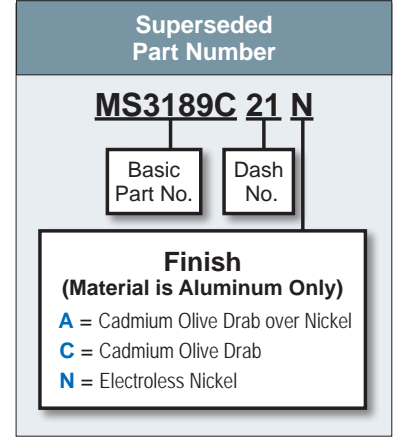 Superseded
Part Number
MS3189C 21 N
Basic
Part No.
Dash
No.
Finish
(Material is Aluminum Only)
A = Cadmium Olive Drab over Nickel
C = Cadmium Olive Drab
N = Electroless Nickel